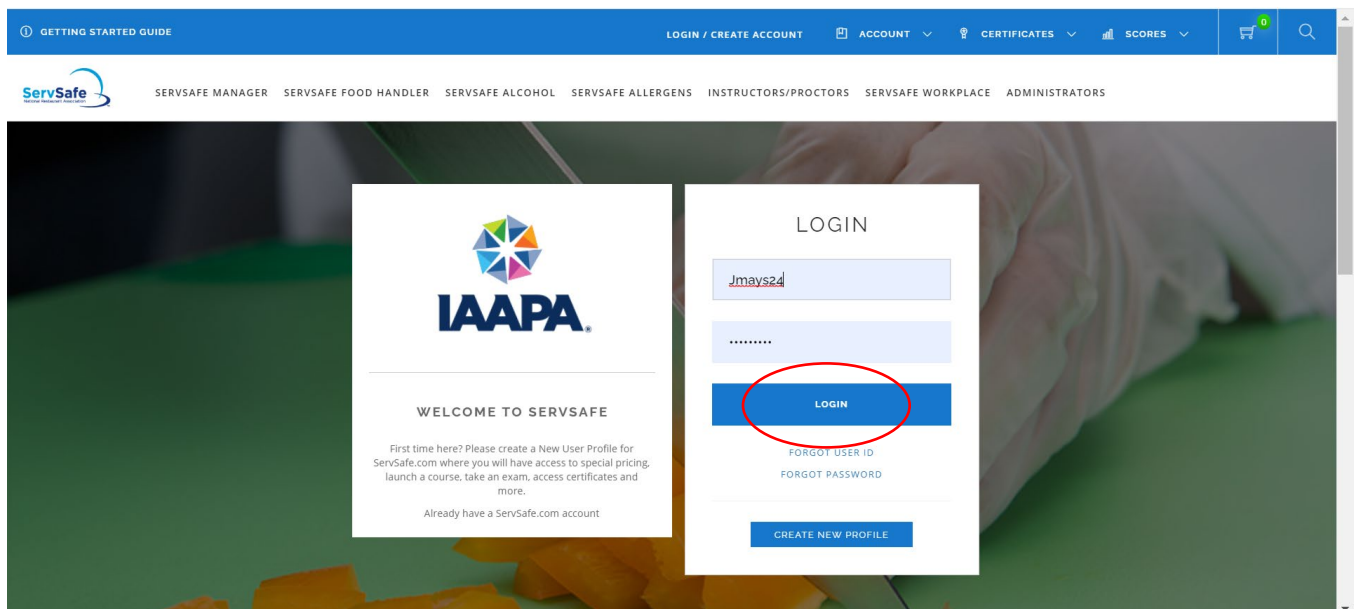 GETTING STARTED GUIDE
LOGIN / CREATE ACCOUNT
ACCOUNT
CERTIFICATES
SCORES
0
ServSafe
National Restaurant Association
SERVSAFE MANAGER SERVSAFE FOOD HANDLER SERVSAFE ALCOHOL SERVSAFE ALLERGENS INSTRUCTORS/PROCTORS SERVSAFE WORKPLACE ADMINISTRATORS
IAAPA®
WELCOME TO SERVSAFE
First time here? Please create a New User Profile for
ServSafe.com where you will have access to special pricing,
launch a course, take an exam, access certificates and
more.
Already have a ServSafe.com account
LOGIN
Jmays24
•••••••••
LOGIN
FORGOT USER ID
FORGOT PASSWORD
CREATE NEW PROFILE